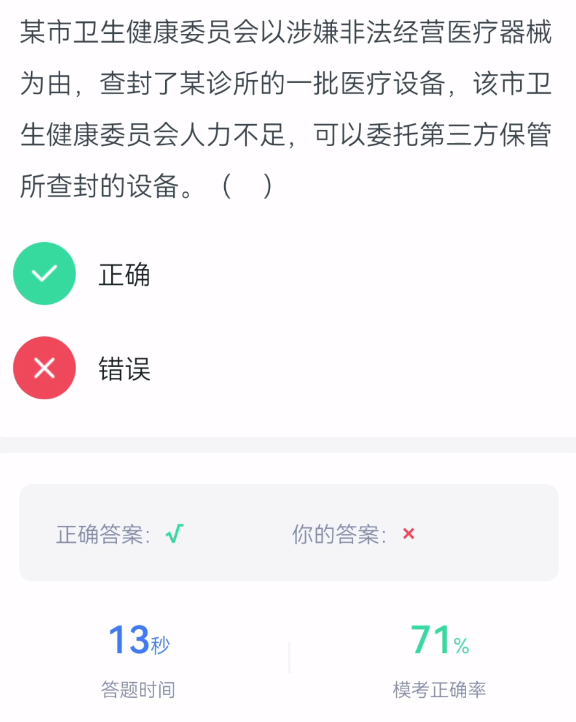 某市卫生健康委员会以涉嫌非法经营医疗器械
为由，查封了某诊所的一批医疗设备，该市卫
生健康委员会人力不足，可以委托第三方保管
所查封的设备。（ ）
正确
错误
正确答案：√ 你的答案：×
13秒 71%
答题时间 模考正确率